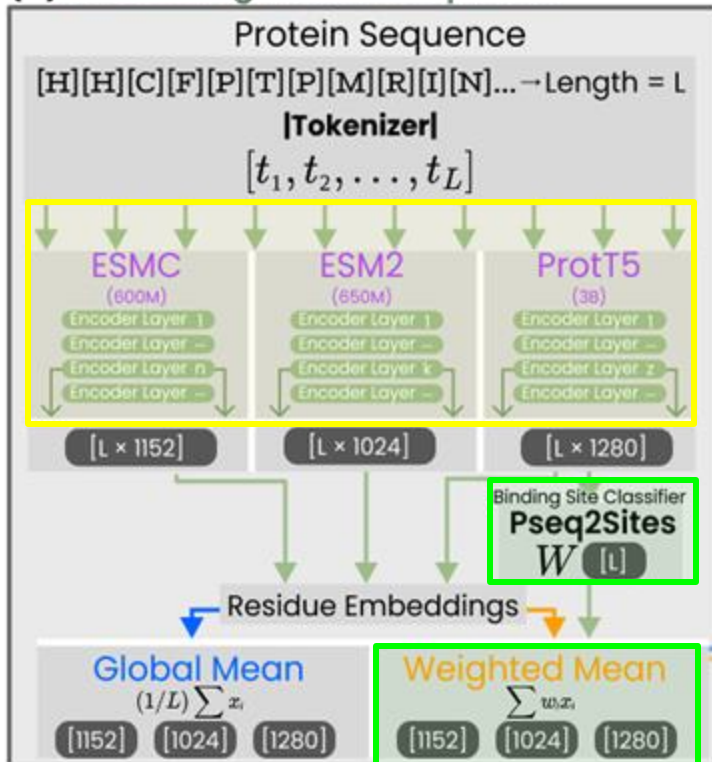 Protein Sequence
[H][H][C][F][P][T][P][M][R][I][N]...→Length = L
|Tokenizer|
[t₁, t₂, . . . , t_L]
ESMC ESM2 ProtT5
(600M) (650M) (3B)
Encoder Layer 1 Encoder Layer 1 Encoder Layer 1
Encoder Layer – Encoder Layer – Encoder Layer –
Encoder Layer n Encoder Layer k Encoder Layer z
Encoder Layer – Encoder Layer – Encoder Layer –
[L × 1152] [L × 1024] [L × 1280]
Binding Site Classifier
Pseq2Sites
W [L]
Residue Embeddings
Global Mean Weighted Mean
(1/L) ∑ xᵢ ∑ wᵢxᵢ
[1152] [1024] [1280] [1152] [1024] [1280]